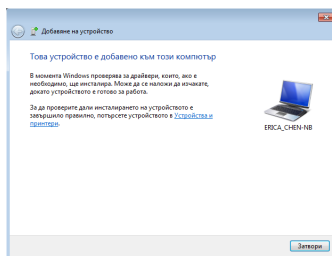 Добавяне на устройство
Това устройство е добавено към този компютър
В момента Windows проверява за драйвери, които, ако е
необходимо, ще инсталира. Може да се наложи да изчакате,
докато устройството е готово за работа.
За да проверите дали инсталирането на устройството е
завършило правилно, потърсете устройството в Устройства и
принтери.
ERICA_CHEN-NB
Затвори